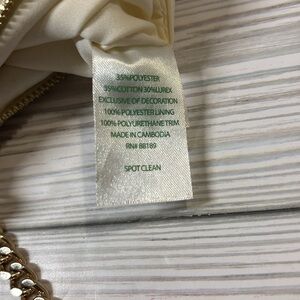 35%POLYESTER
35%COTTON 30%LUREX
EXCLUSIVE OF DECORATION
100% POLYESTER LINING
100% POLYURETHANE TRIM
MADE IN CAMBODIA
RN# 88189
SPOT CLEAN